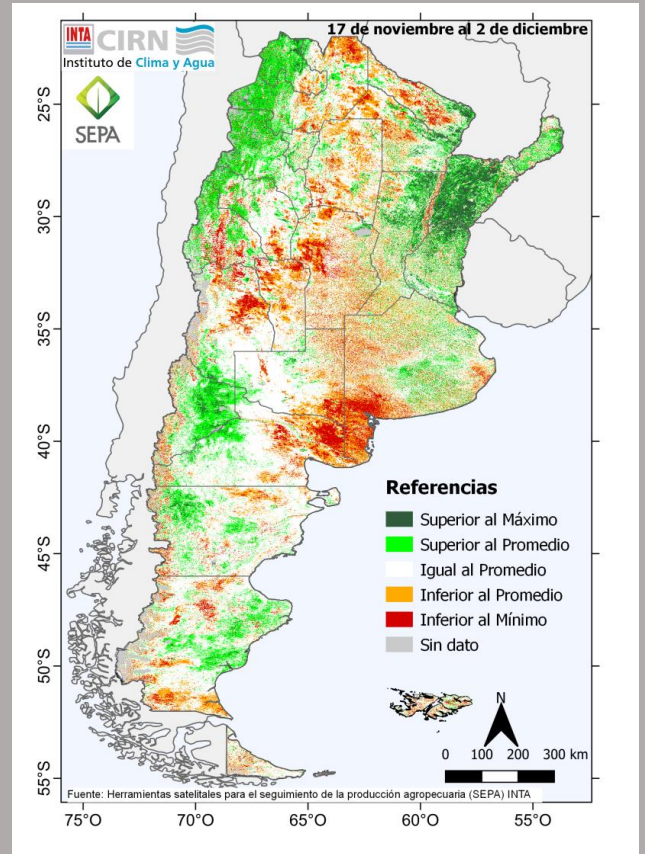 INTA CIRN
Instituto de Clima y Agua
SEPA
17 de noviembre al 2 de diciembre
25°S
30°S
35°S
40°S
45°S
50°S
55°S
Referencias
Superior al Máximo
Superior al Promedio
Igual al Promedio
Inferior al Promedio
Inferior al Mínimo
Sin dato
N
0 100 200 300 km
Fuente: Herramientas satelitales para el seguimiento de la producción agropecuaria (SEPA) INTA
75°O 70°O 65°O 60°O 55°O